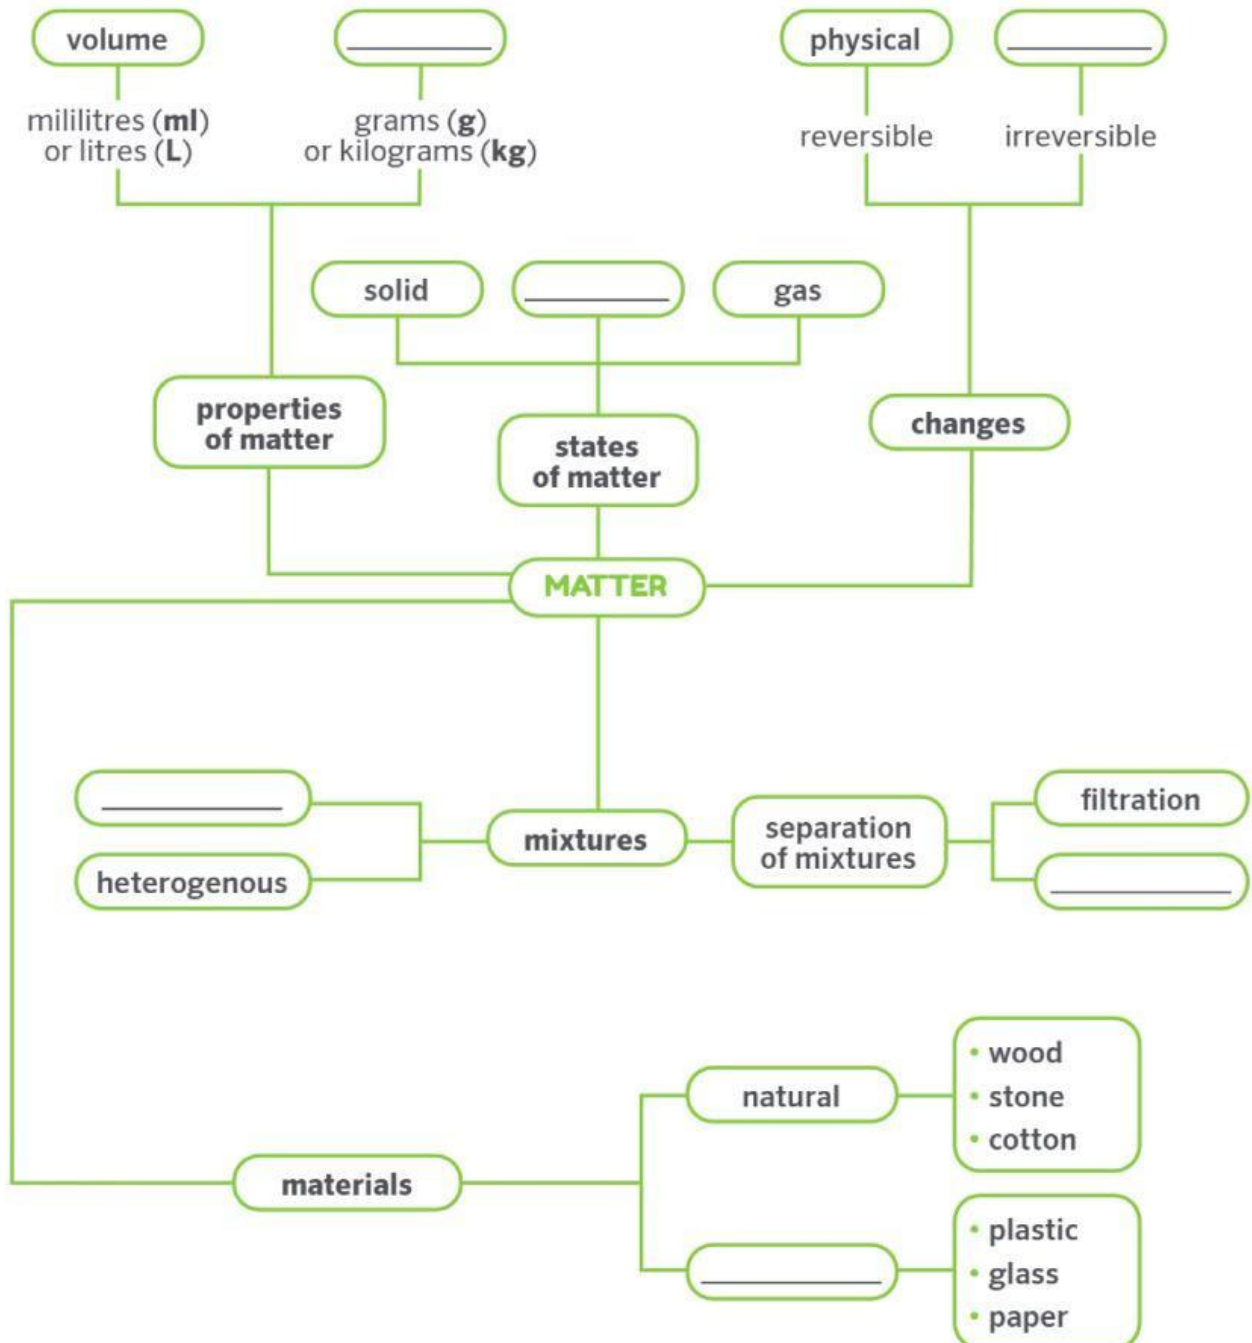 volume
physical
mililitres (ml)
or litres (L)
grams (g)
or kilograms (kg)
reversible
irreversible
solid
gas
properties
of matter
states
of matter
changes
MATTER
heterogenous
mixtures
separation
of mixtures
filtration
materials
natural
• wood
• stone
• cotton
• plastic
• glass
• paper